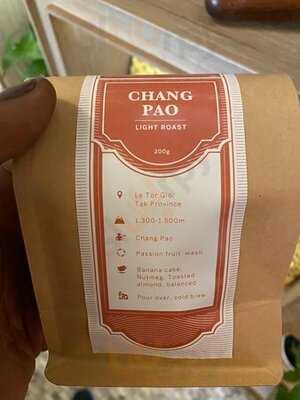 CHANG
PAO
LIGHT ROAST
200g
Le Tor Glo,
Tak Province
1,300-1,500m
Chang Pao
Passion fruit wash
Banana cake,
Nutmeg, Toasted
almond, balanced
Pour over, cold brew